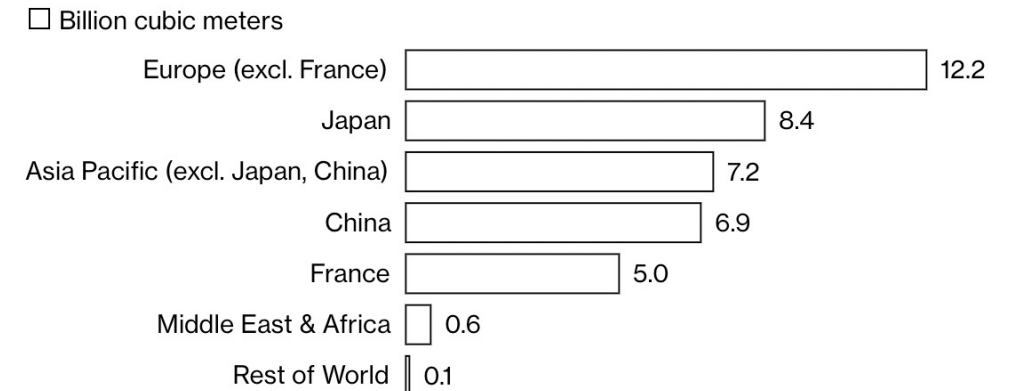 Billion cubic meters
Europe (excl. France) 12.2
Japan 8.4
Asia Pacific (excl. Japan, China) 7.2
China 6.9
France 5.0
Middle East & Africa 0.6
Rest of World 0.1